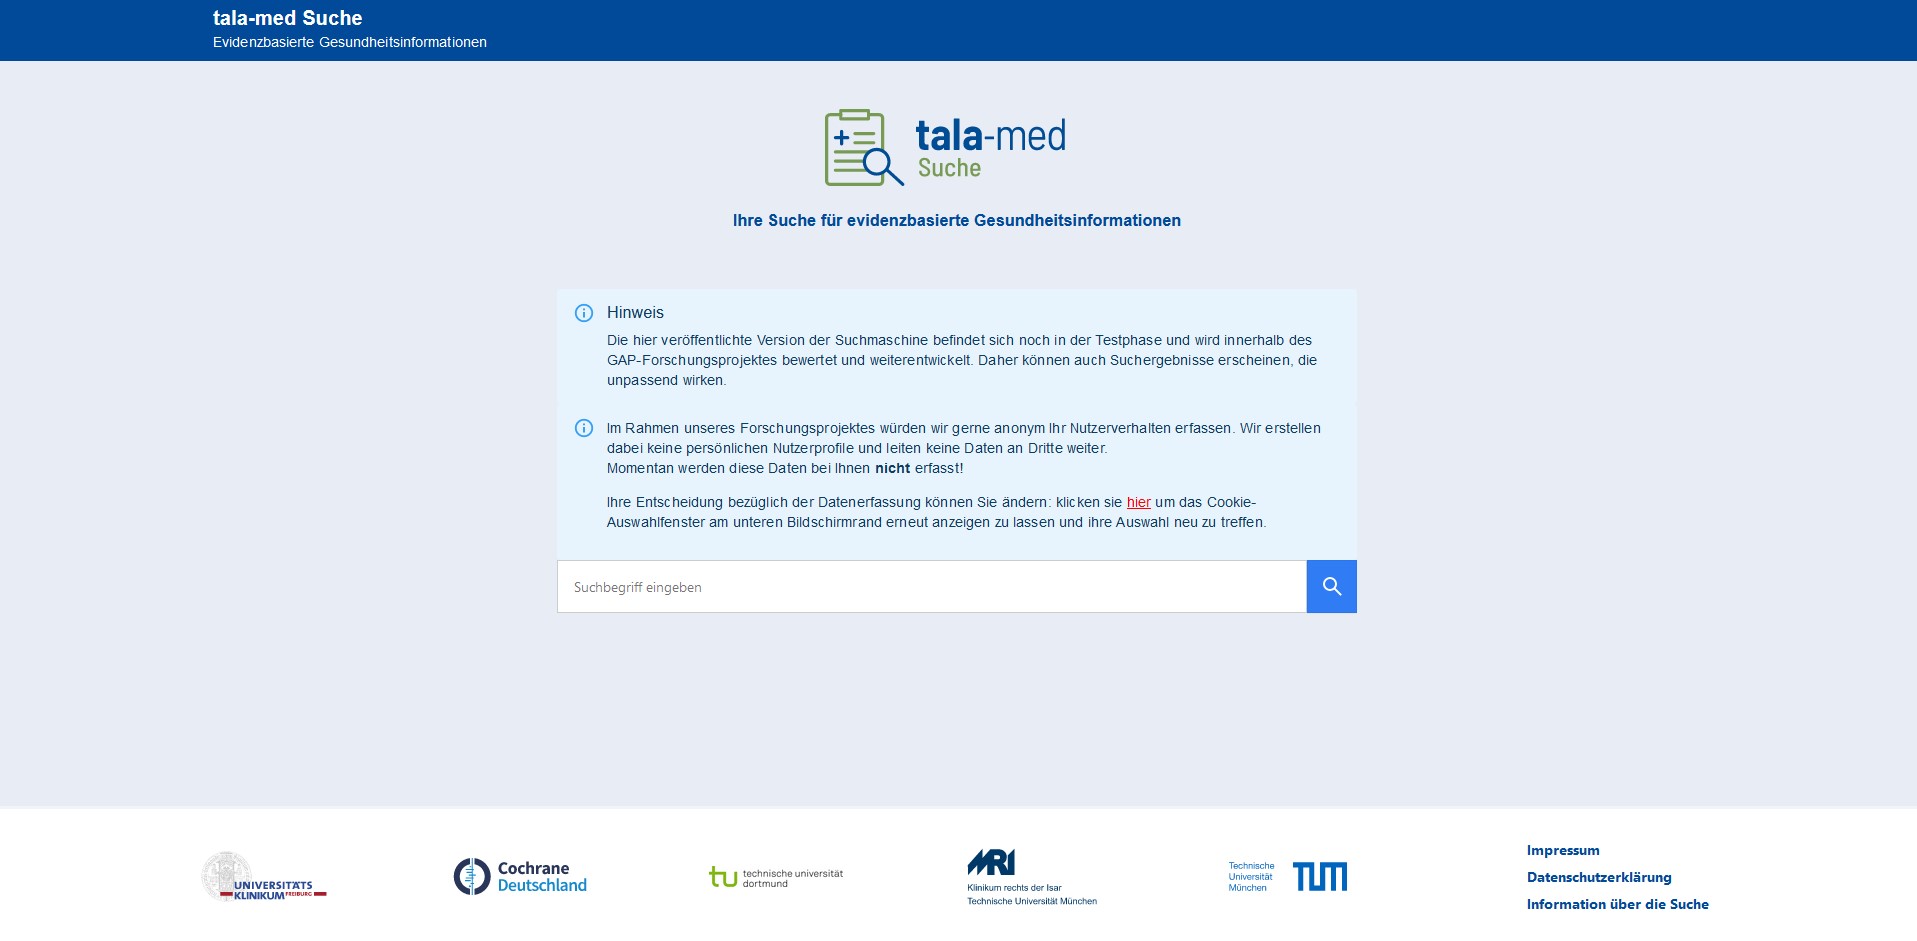 tala-med Suche
Evidenzbasierte Gesundheitsinformationen
tala-med
Suche
Ihre Suche für evidenzbasierte Gesundheitsinformationen
Hinweis
Die hier veröffentlichte Version der Suchmaschine befindet sich noch in der Testphase und wird innerhalb des
GAP-Forschungsprojektes bewertet und weiterentwickelt. Daher können auch Suchergebnisse erscheinen, die
unpassend wirken.
Im Rahmen unseres Forschungsprojektes würden wir gerne anonym Ihr Nutzerverhalten erfassen. Wir erstellen
dabei keine persönlichen Nutzerprofile und leiten keine Daten an Dritte weiter.
Momentan werden diese Daten bei Ihnen nicht erfasst!
Ihre Entscheidung bezüglich der Datenerfassung können Sie ändern: klicken sie hier um das Cookie-
Auswahlfenster am unteren Bildschirmrand erneut anzeigen zu lassen und ihre Auswahl neu zu treffen.
Suchbegriff eingeben
UNIVERSITÄTS
KLINIKUM FREIBURG
Cochrane
Deutschland
tu technische universität
dortmund
MRI
Klinikum rechts der Isar
Technische Universität München
Technische
Universität
München
TUM
Impressum
Datenschutzerklärung
Information über die Suche